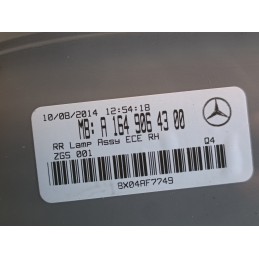 10/08/2014 12:54:18
MB: A 164 906 43 00
RR Lamp Assy ECE RH
ZGS 001 Q4
BX04AF7749